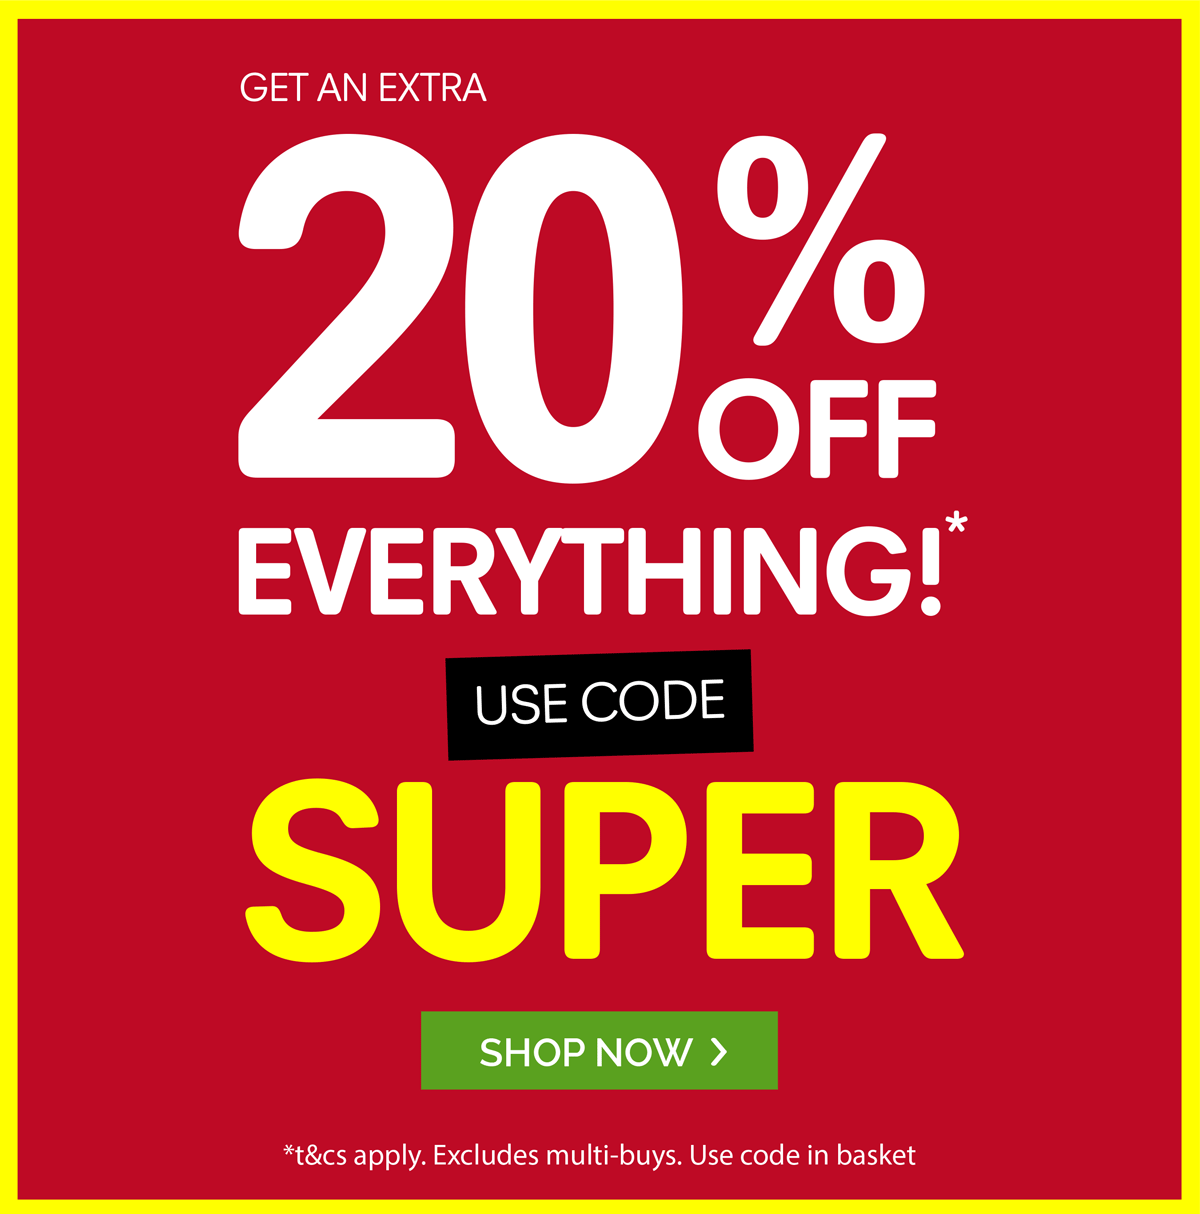 GET AN EXTRA
20%
OFF
EVERYTHING!*
USE CODE
SUPER
SHOP NOW >
*t&cs apply. Excludes multi-buys. Use code in basket